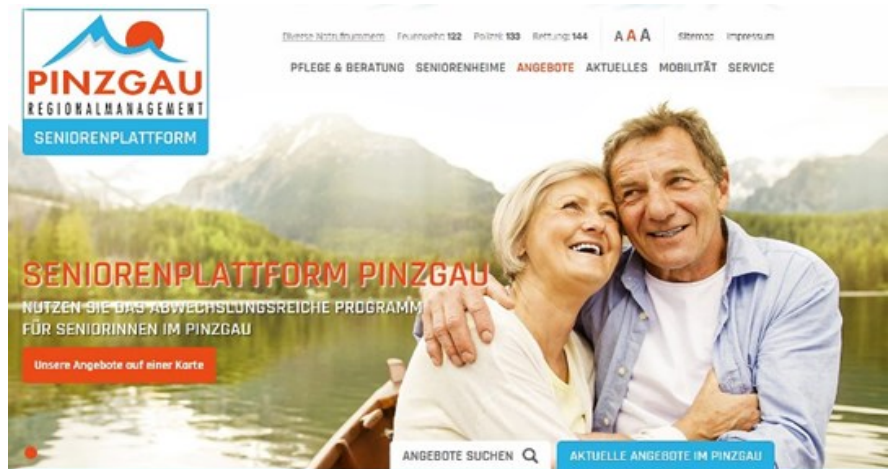 PINZGAU
REGIONALMANAGEMENT
SENIORENPLATTFORM
Diverse Notrufnummern Feuerwehr: 122 Polizei: 133 Rettung: 144 A A A Sitemap Impressum
PFLEGE & BERATUNG SENIORENHEIME ANGEBOTE AKTUELLES MOBILITÄT SERVICE
SENIORENPLATTFORM PINZGAU
NUTZEN SIE DAS ABWECHSLUNGSREICHE PROGRAMM
FÜR SENIORINNEN IM PINZGAU
Unsere Angebote auf einer Karte
ANGEBOTE SUCHEN
AKTUELLE ANGEBOTE IM PINZGAU